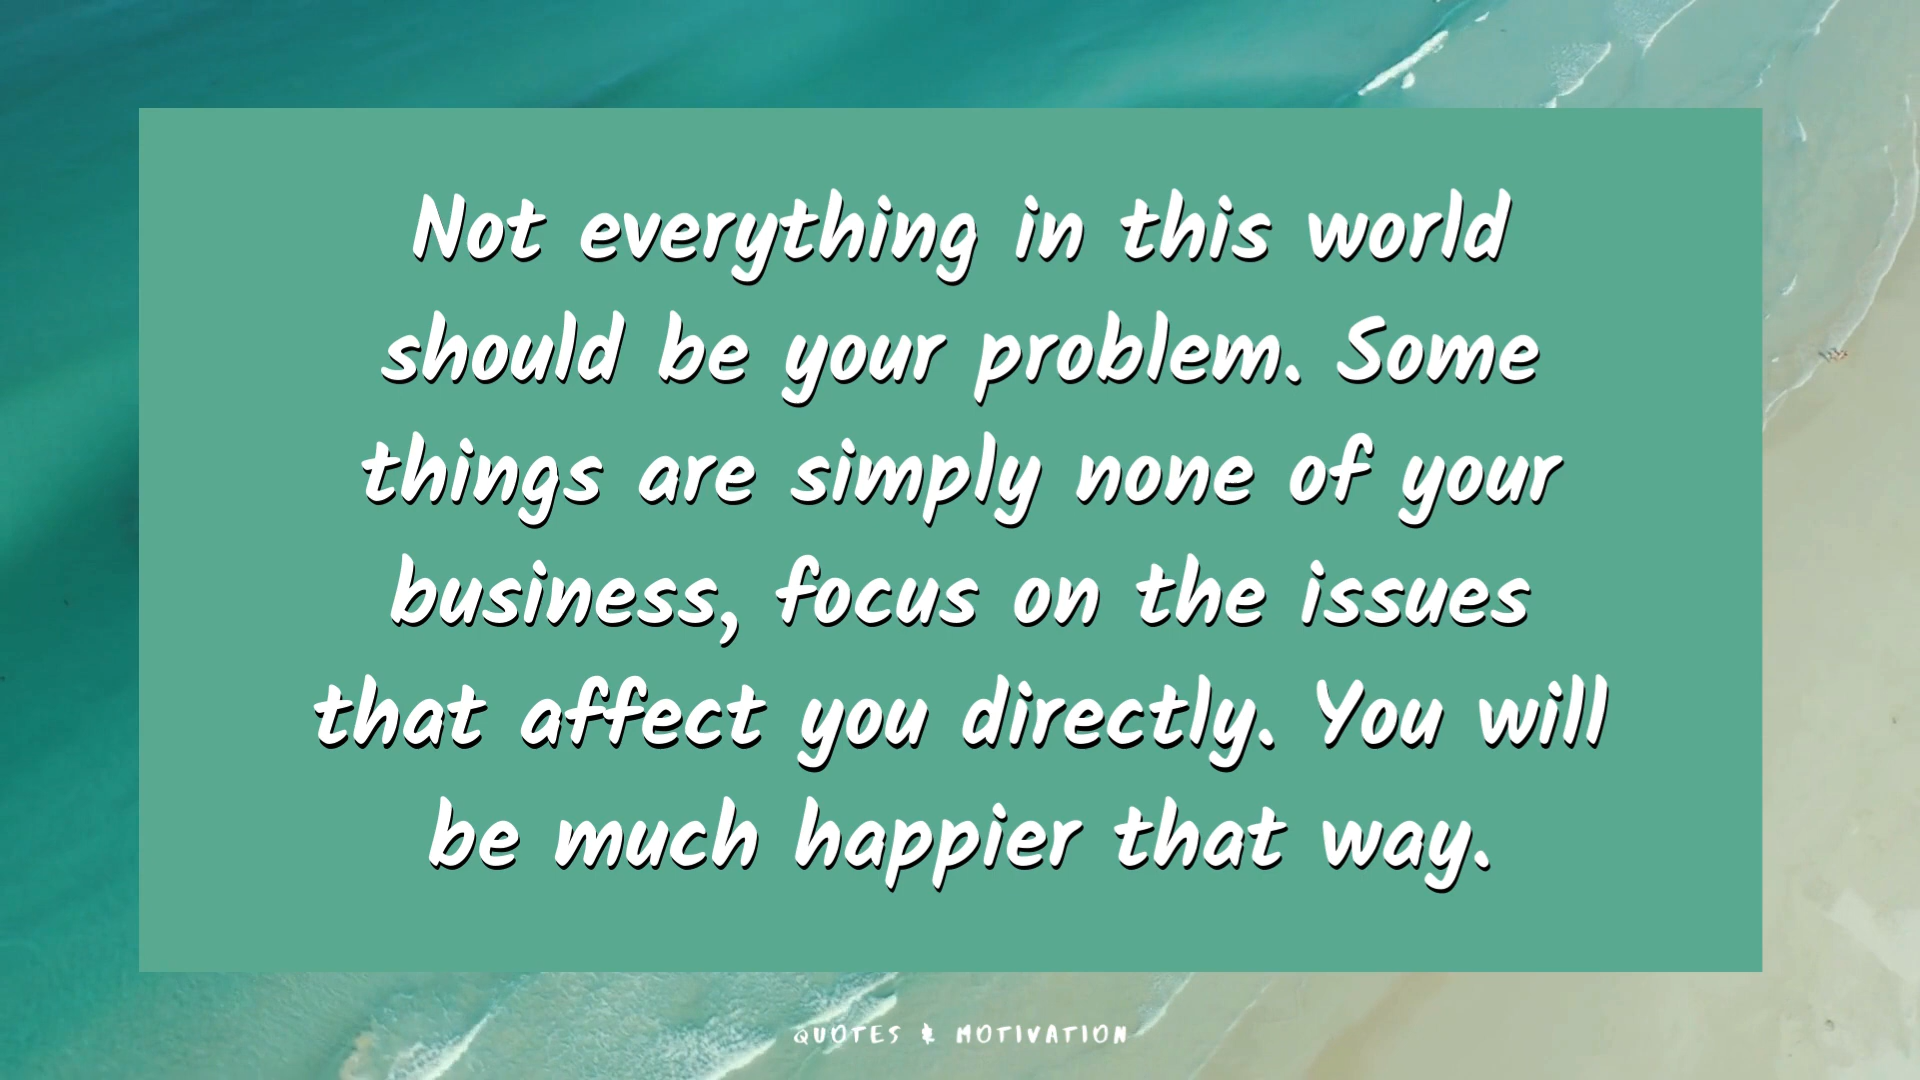 Not everything in this world
should be your problem. Some
things are simply none of your
business, focus on the issues
that affect you directly. You will
be much happier that way.
QUOTES & MOTIVATION